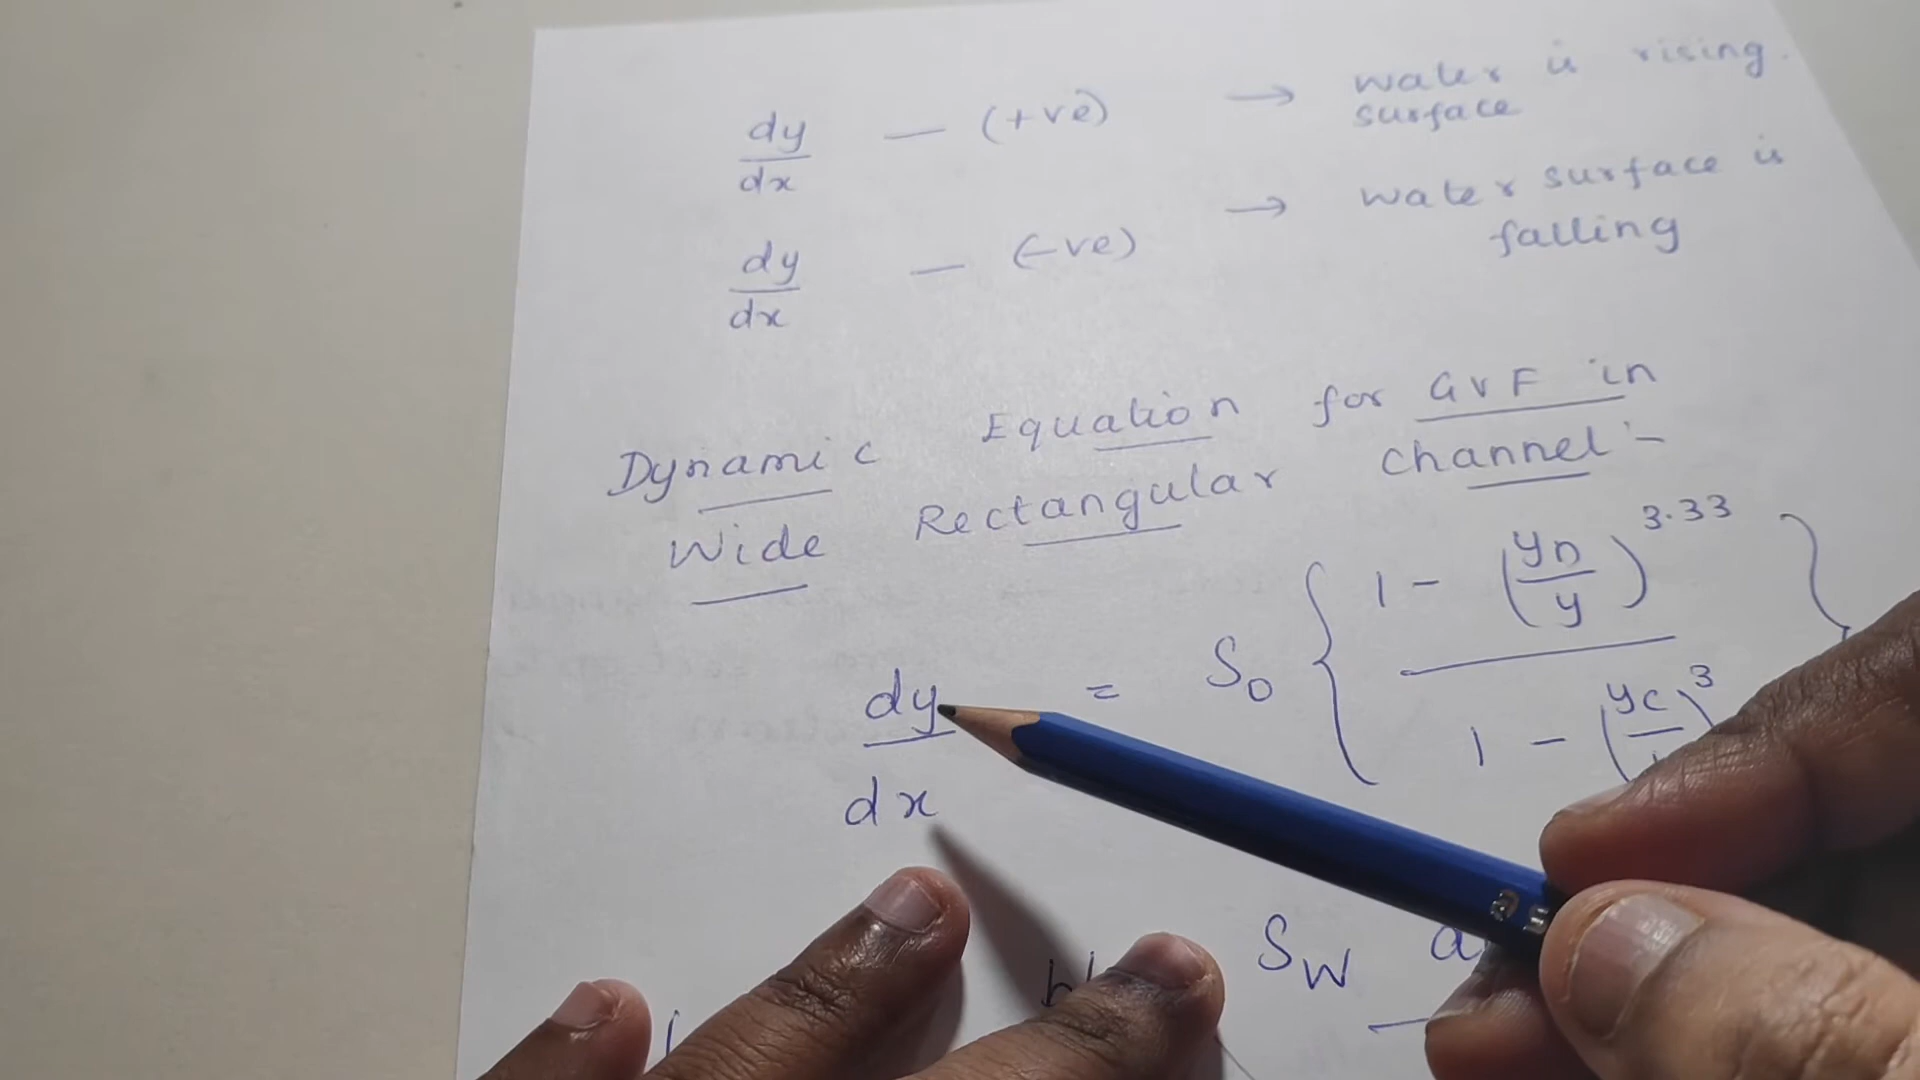 dy/dx — (+ve) → water is rising.
surface
dy/dx — (-ve) → water surface is
falling
Dynamic Equation for GVF in
Wide Rectangular channel :-
dy/dx = S0 { 1 - (yn/y)^3.33 / 1 - (yc/ )^3 }
SW